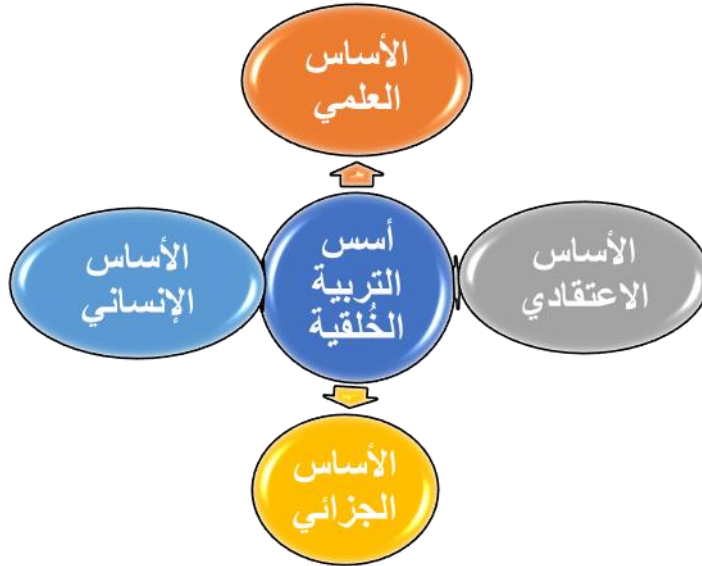 الأساس
العلمي
أسس
التربية
الخُلقية
الأساس
الاعتقادي
الأساس
الإنساني
الأساس
الجزائي